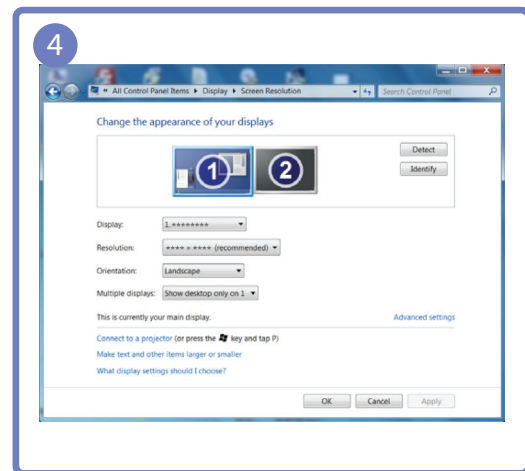 4
« All Control Panel Items ▸ Display ▸ Screen Resolution
Search Control Panel
Change the appearance of your displays
1
2
Detect
Identify
Display: 1.********
Resolution: **** × **** (recommended)
Orientation: Landscape
Multiple displays: Show desktop only on 1
This is currently your main display.
Advanced settings
Connect to a projector (or press the key and tap P)
Make text and other items larger or smaller
What display settings should I choose?
OK Cancel Apply